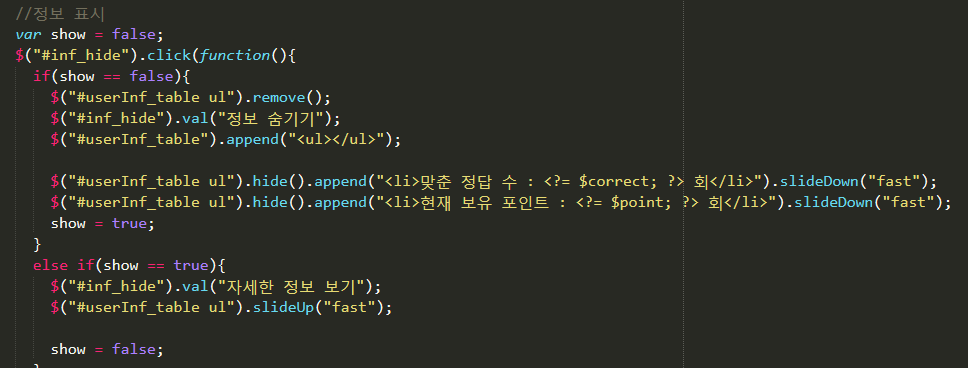 //정보 표시
var show = false;
$("#inf_hide").click(function(){
if(show == false){
$("#userInf_table ul").remove();
$("#inf_hide").val("정보 숨기기");
$("#userInf_table").append("<ul></ul>");
$("#userInf_table ul").hide().append("<li>맞춘 정답 수 : <?= $correct; ?> 회</li>").slideDown("fast");
$("#userInf_table ul").hide().append("<li>현재 보유 포인트 : <?= $point; ?> 회</li>").slideDown("fast");
show = true;
}
else if(show == true){
$("#inf_hide").val("자세한 정보 보기");
$("#userInf_table ul").slideUp("fast");
show = false;